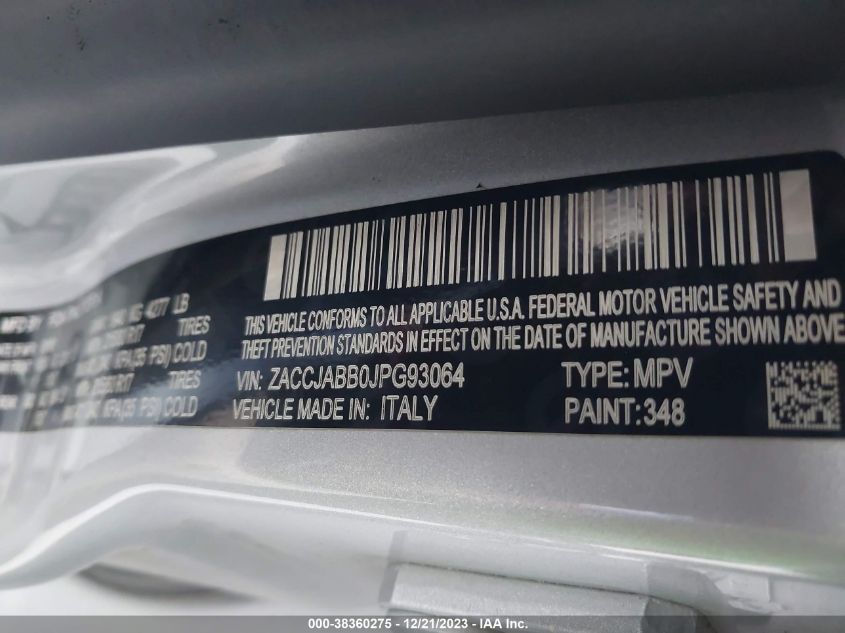 4277 LB
TIRES
COLD
TIRES
COLD
THIS VEHICLE CONFORMS TO ALL APPLICABLE U.S.A. FEDERAL MOTOR VEHICLE SAFETY AND
THEFT PREVENTION STANDARDS IN EFFECT ON THE DATE OF MANUFACTURE SHOWN ABOVE
VIN: ZACCJABB0JPG93064 TYPE: MPV
VEHICLE MADE IN: ITALY PAINT: 348
000-38360275 - 12/21/2023 - IAA Inc.